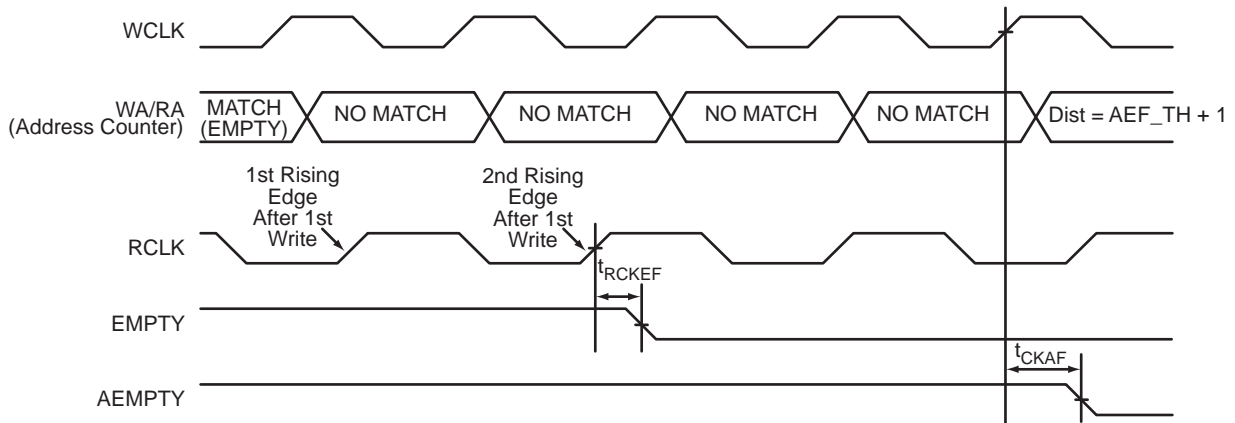 WCLK
WA/RA
(Address Counter)
MATCH
(EMPTY)
NO MATCH
NO MATCH
NO MATCH
NO MATCH
Dist = AEF_TH + 1
1st Rising
Edge
After 1st
Write
2nd Rising
Edge
After 1st
Write
RCLK
tRCKEF
EMPTY
tCKAF
AEMPTY